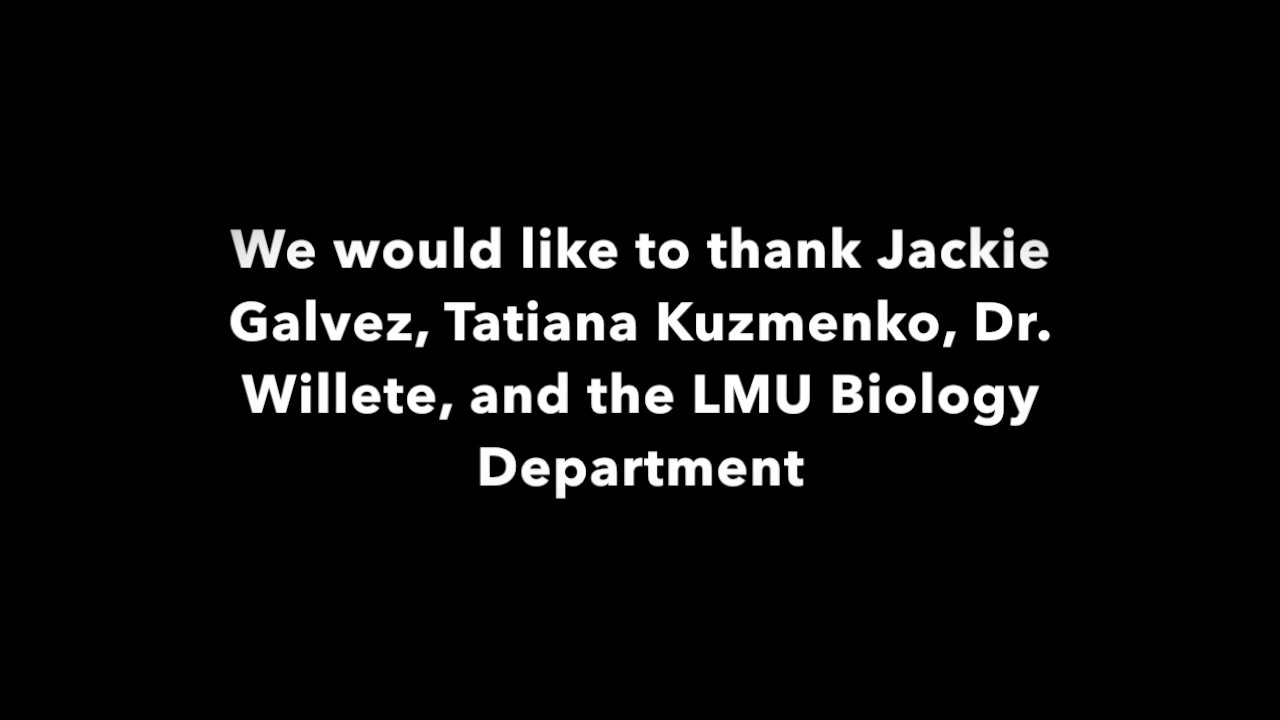 We would like to thank Jackie
Galvez, Tatiana Kuzmenko, Dr.
Willete, and the LMU Biology
Department